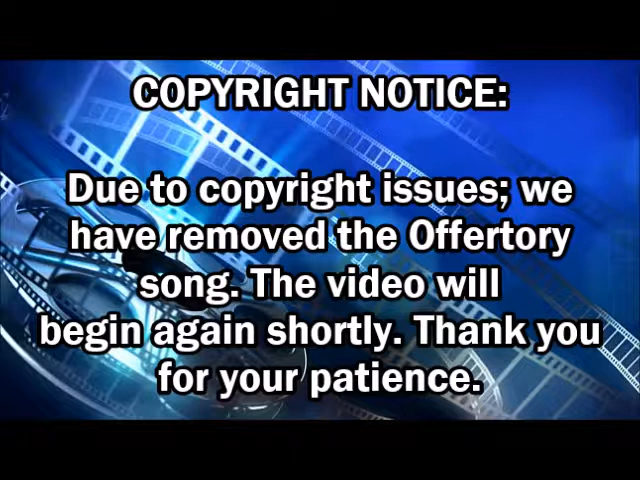 COPYRIGHT NOTICE:
Due to copyright issues; we
have removed the Offertory
song. The video will
begin again shortly. Thank you
for your patience.